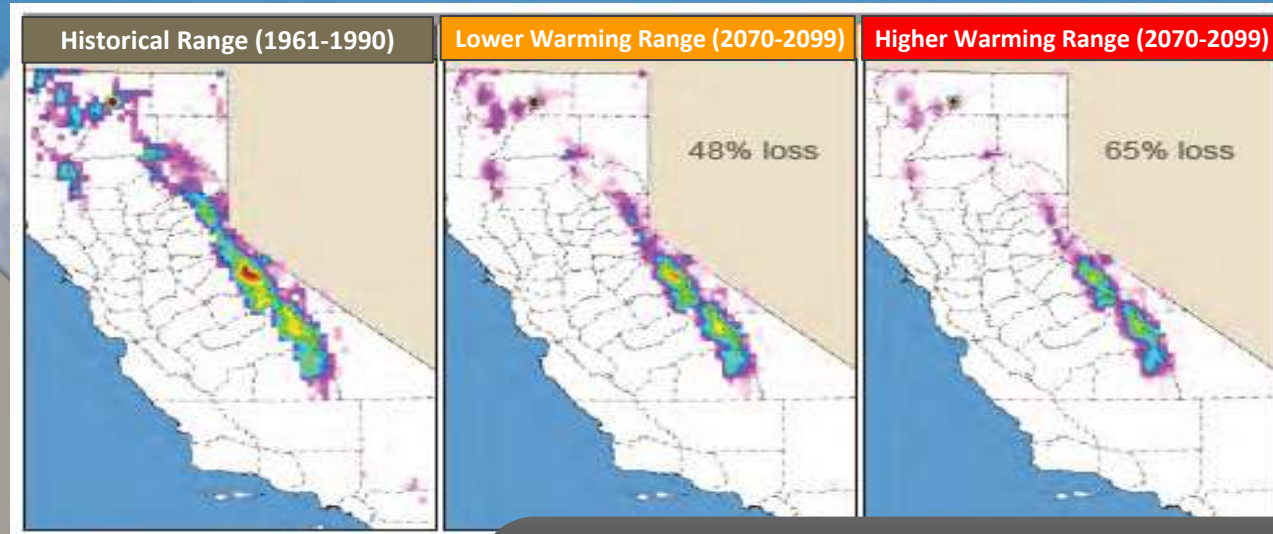 Historical Range (1961-1990)
Lower Warming Range (2070-2099)
Higher Warming Range (2070-2099)
48% loss
65% loss